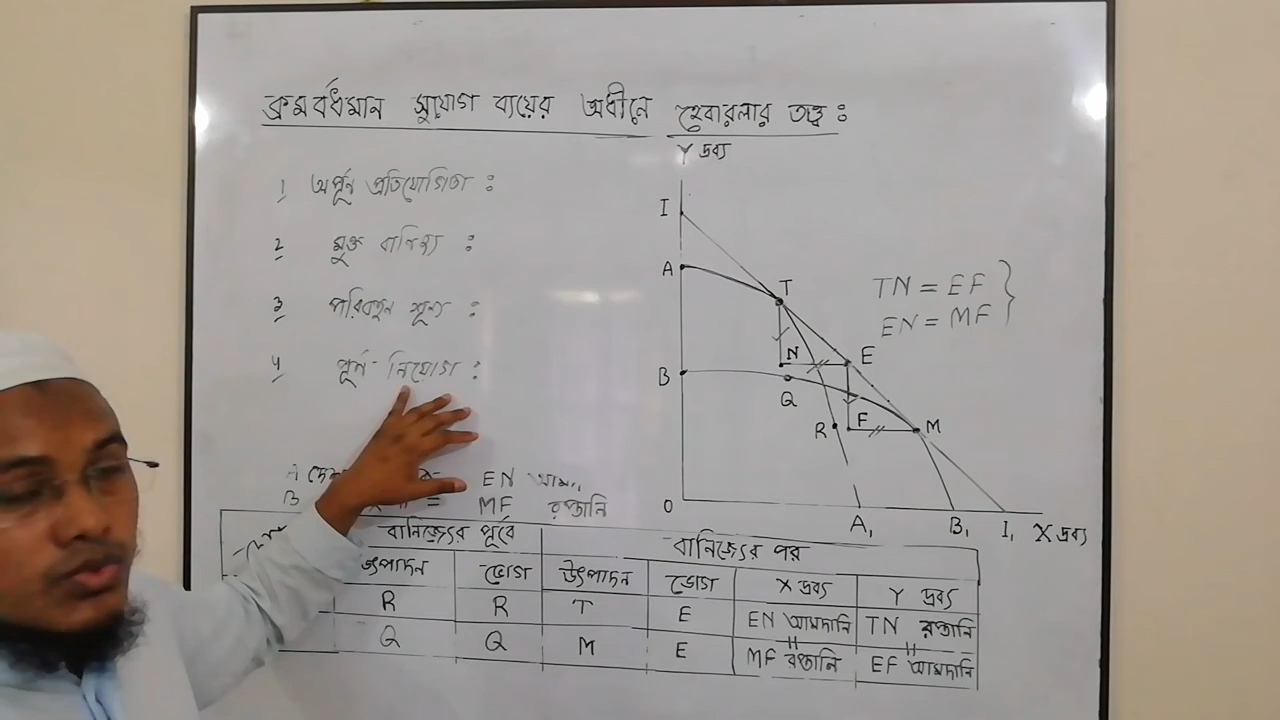 ক্রমবর্ধমান সুযোগ ব্যয়ের অধীনে হেবারলার তত্ত্ব :
1 অপূর্ন প্রতিযোগিতা :
2 মুক্ত বানিজ্য :
3 পরিবহন শূন্য :
4 পূর্ন নিয়োগ :
Y দ্রব্য
I
A
T
N
E
B
Q
R
F
M
O
A₁
B₁
I₁
X দ্রব্য
TN = EF
EN = MF
A EN
B = MF রপ্তানি
বানিজ্যের পূর্বে বানিজ্যের পর
উৎপাদন ভোগ উৎপাদন ভোগ X দ্রব্য Y দ্রব্য
R R T E EN আমদানি TN রপ্তানি
Q Q M E MF রপ্তানি EF আমদানি